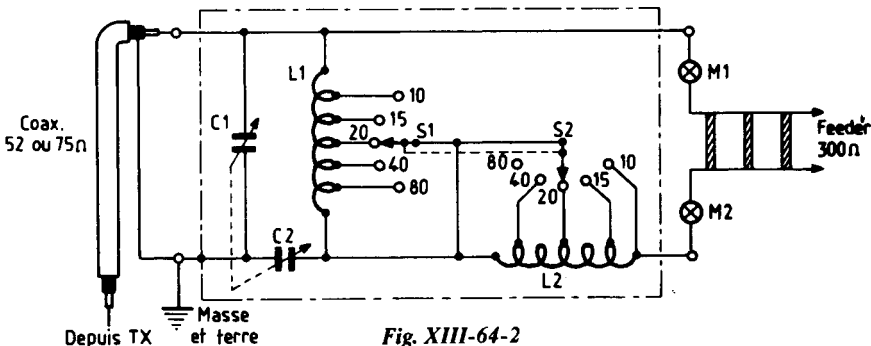 Coax.
52 ou 75Ω
C1
L1
10
15
20
40
80
S1
S2
80
40
20
15
10
L2
C2
M1
Feeder
300Ω
M2
Depuis TX
Masse
et terre
Fig. XIII-64-2